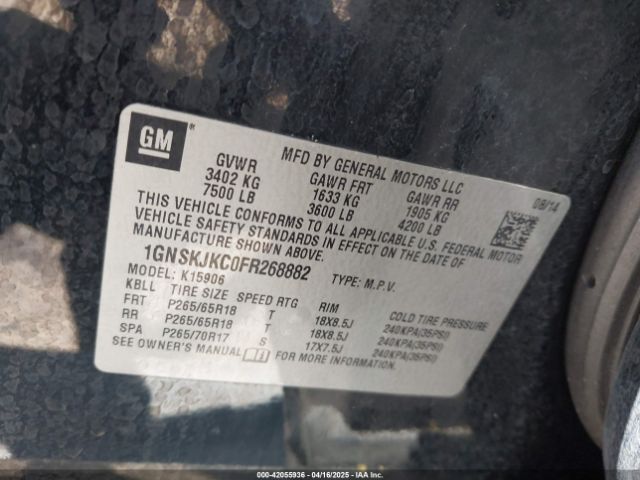 GM ®
MFD BY GENERAL MOTORS LLC
08/14
GVWR GAWR FRT GAWR RR
3402 KG 1633 KG 1905 KG
7500 LB 3600 LB 4200 LB
THIS VEHICLE CONFORMS TO ALL APPLICABLE U.S. FEDERAL MOTOR
VEHICLE SAFETY STANDARDS IN EFFECT ON THE DATE OF
MANUFACTURE SHOWN ABOVE.
1GNSKJKC0FR268882
MODEL: K15906 TYPE: M.P.V.
KBLL TIRE SIZE SPEED RTG RIM COLD TIRE PRESSURE
FRT P265/65R18 T 18X8.5J 240KPA(35PSI)
RR P265/65R18 T 18X8.5J 240KPA(35PSI)
SPA P265/70R17 S 17X7.5J 240KPA(35PSI)
SEE OWNER'S MANUAL i FOR MORE INFORMATION.
000-42055936 - 04/16/2025 - IAAI.COM